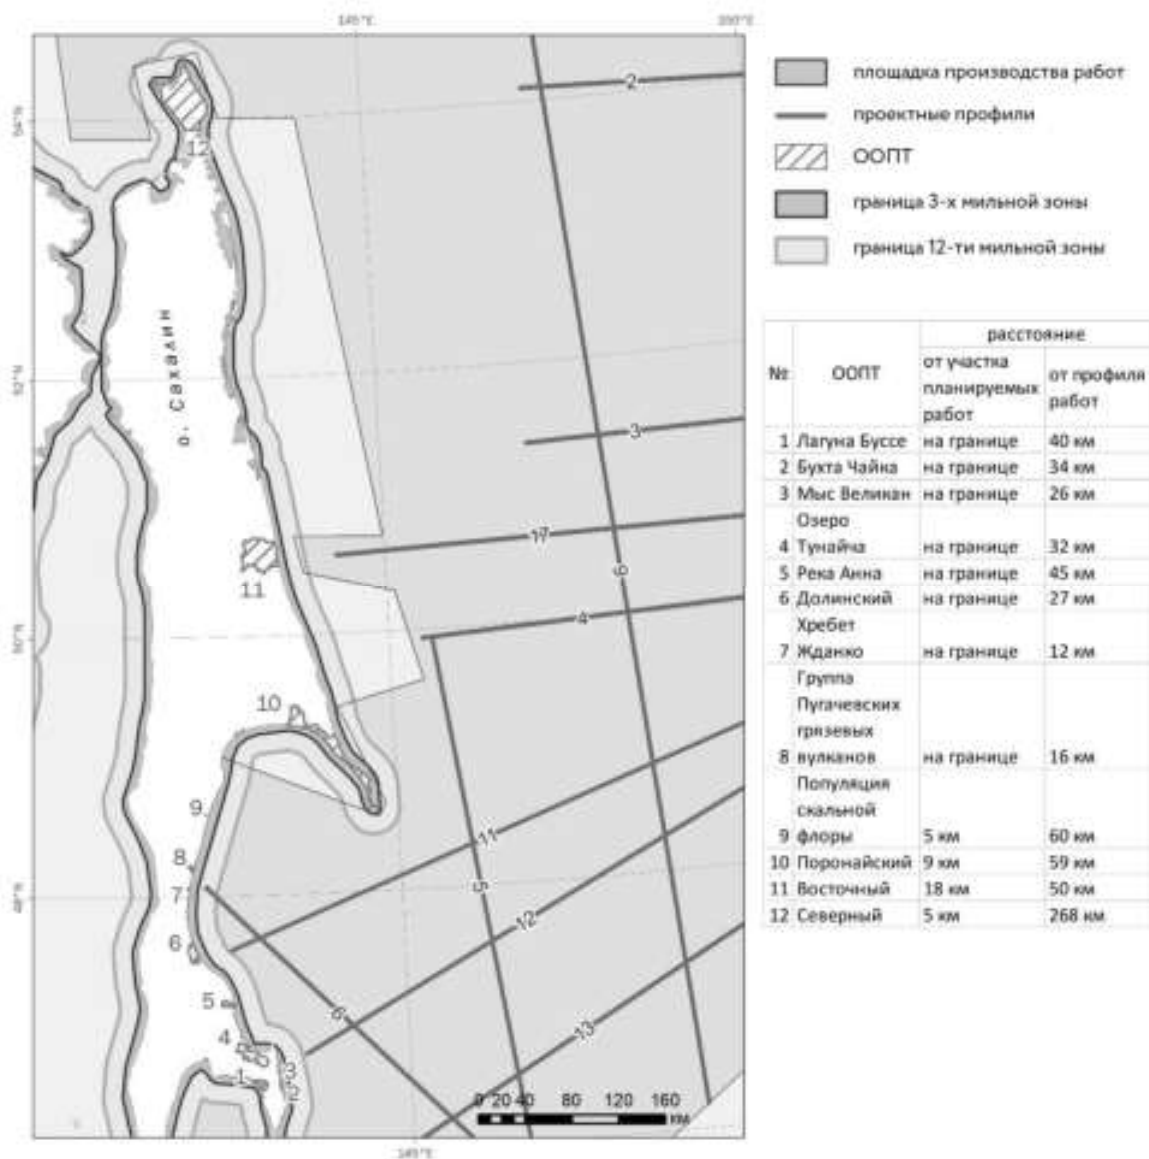 145°E
150°E
54°N
52°N
50°N
48°N
145°E
о. Сахалин
12
11
10
9
8
7
6
5
4
3
2
1
2
3
17
9
4
11
5
12
6
13
0 20 40 80 120 160
км
площадка производства работ
проектные профили
ООПТ
граница 3-х мильной зоны
граница 12-ти мильной зоны
расстояние
№ ООПТ от участка планируемых работ от профиля работ
1 Лагуна Буссе на границе 40 км
2 Бухта Чайка на границе 34 км
3 Мыс Великан на границе 26 км
Озеро
4 Тунайча на границе 32 км
5 Река Анна на границе 45 км
6 Долинский на границе 27 км
Хребет
7 Жданко на границе 12 км
Группа
Пугачевских
грязевых
8 вулканов на границе 16 км
Популяция
скальной
9 флоры 5 км 60 км
10 Поронайский 9 км 59 км
11 Восточный 18 км 50 км
12 Северный 5 км 268 км